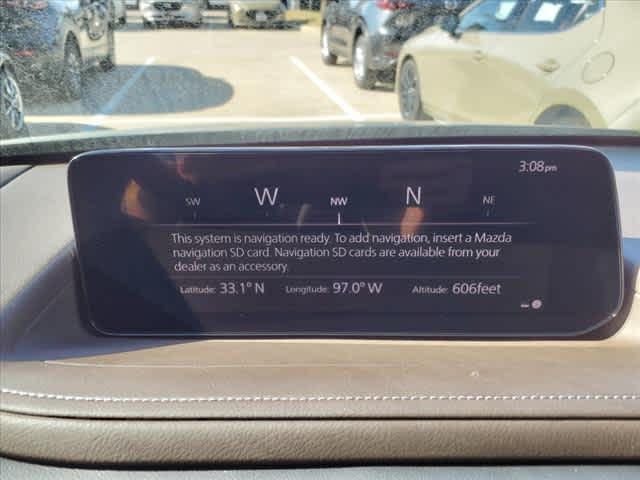 3:08pm
SW W NW N NE
This system is navigation ready. To add navigation, insert a Mazda
navigation SD card. Navigation SD cards are available from your
dealer as an accessory.
Latitude: 33.1° N Longitude: 97.0° W Altitude: 606feet